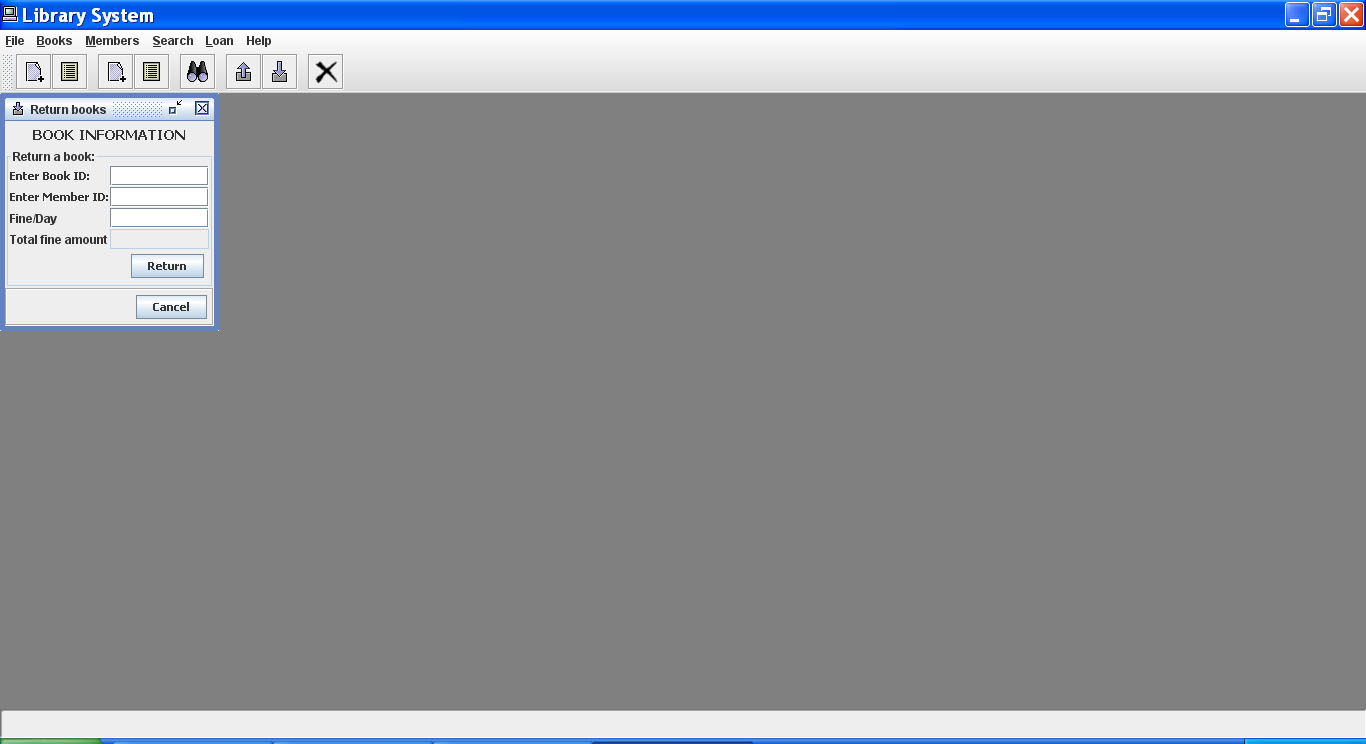 Library System
File Books Members Search Loan Help
Return books
BOOK INFORMATION
Return a book:
Enter Book ID:
Enter Member ID:
Fine/Day
Total fine amount
Return
Cancel